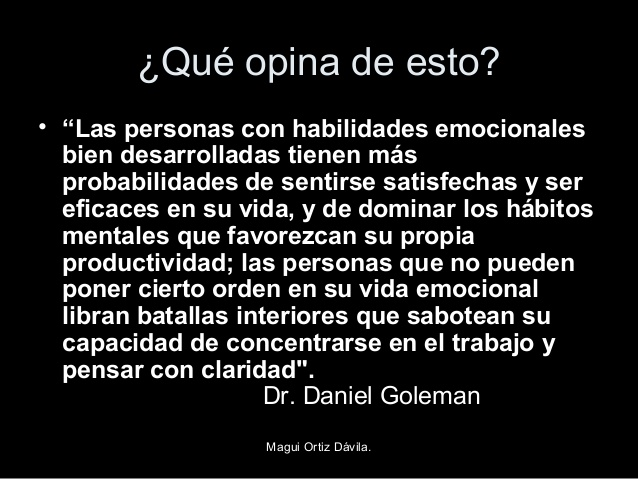 ¿Qué opina de esto?
• “Las personas con habilidades emocionales
bien desarrolladas tienen más
probabilidades de sentirse satisfechas y ser
eficaces en su vida, y de dominar los hábitos
mentales que favorezcan su propia
productividad; las personas que no pueden
poner cierto orden en su vida emocional
libran batallas interiores que sabotean su
capacidad de concentrarse en el trabajo y
pensar con claridad".
Dr. Daniel Goleman
Magui Ortiz Dávila.